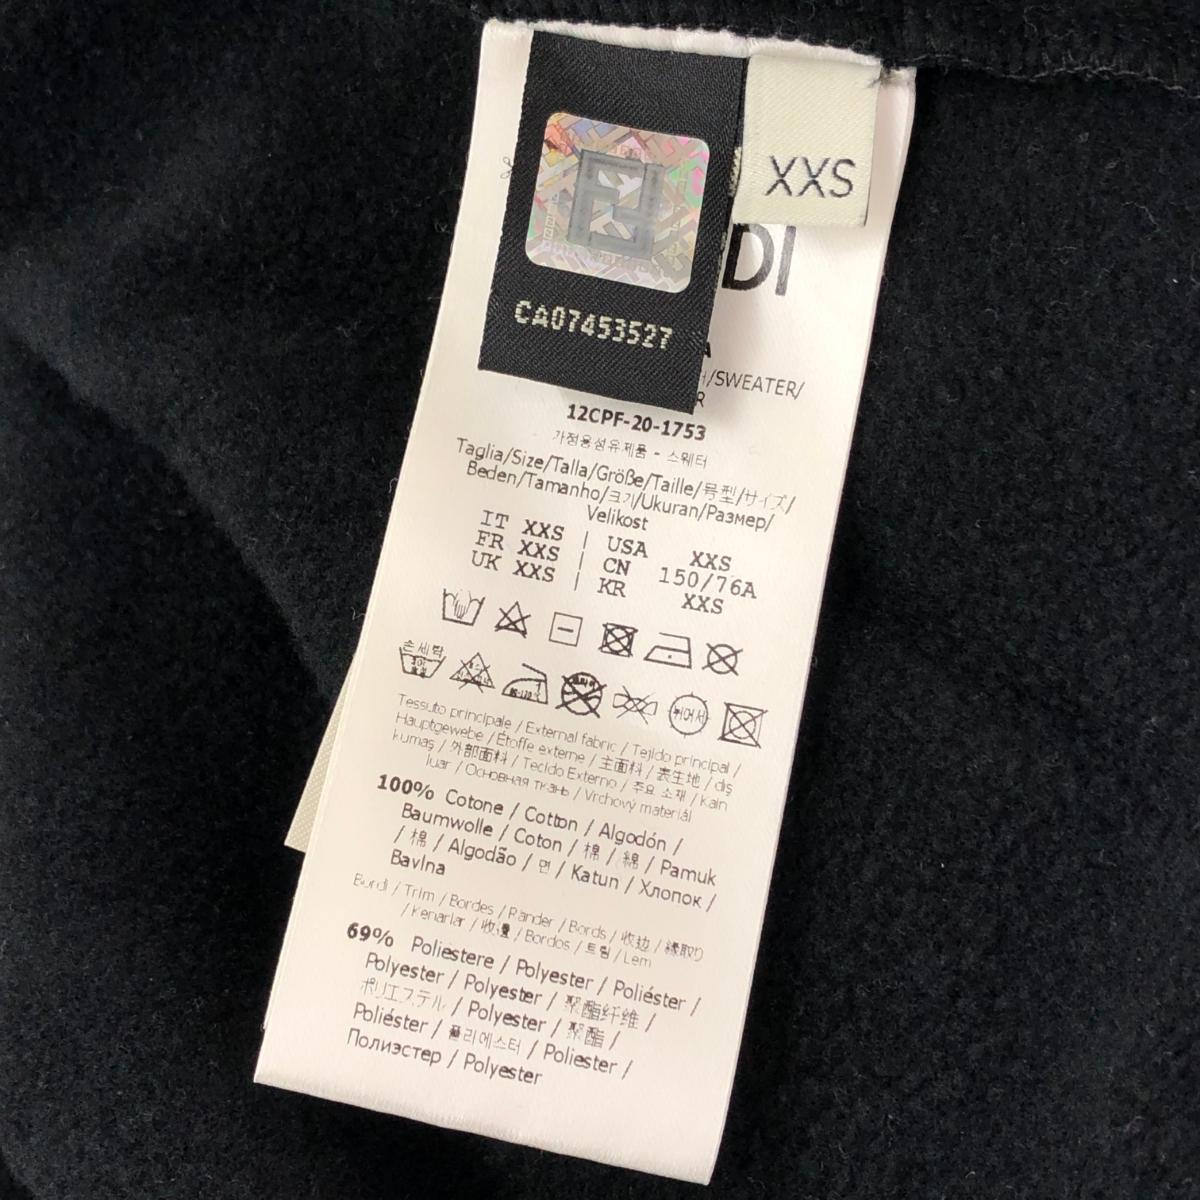 XXS
DI
CA07453527
/SWEATER/
R
12CPF-20-1753
가정용섬유제품 - 스웨터
Taglia/Size/Talla/Größe/Taille/号型/サイズ/
Beden/Tamanho/크기/Ukuran/Размер/
Velikost
IT XXS | USA XXS
FR XXS | CN 150/76A
UK XXS | KR XXS
손세탁
Tessuto principale / External fabric / Tejido principal /
Hauptgewebe / Étoffe externe / 主面料 / 表生地 / dış
kumaş / 外部面料 / Tecido Externo / 주요 소재 / Kain
luar / Основная ткань / Vrchový materiál
100% Cotone / Cotton / Algodón /
Baumwolle / Coton / 棉 / 綿 / Pamuk
/ 棉 / Algodão / 면 / Katun / Хлопок /
Bavlna
Bordi / Trim / Bordes / Ränder / Bords / 收边 / 縁取り
/ Kenarlar / 收邊 / Bordos / 트림 / Lem
69% Poliestere / Polyester / Poliéster /
Polyester / Polyester / 聚酯纤维 /
ポリエステル / Polyester / 聚酯 /
Poliéster / 폴리에스터 / Poliester /
Полиэстер / Polyester